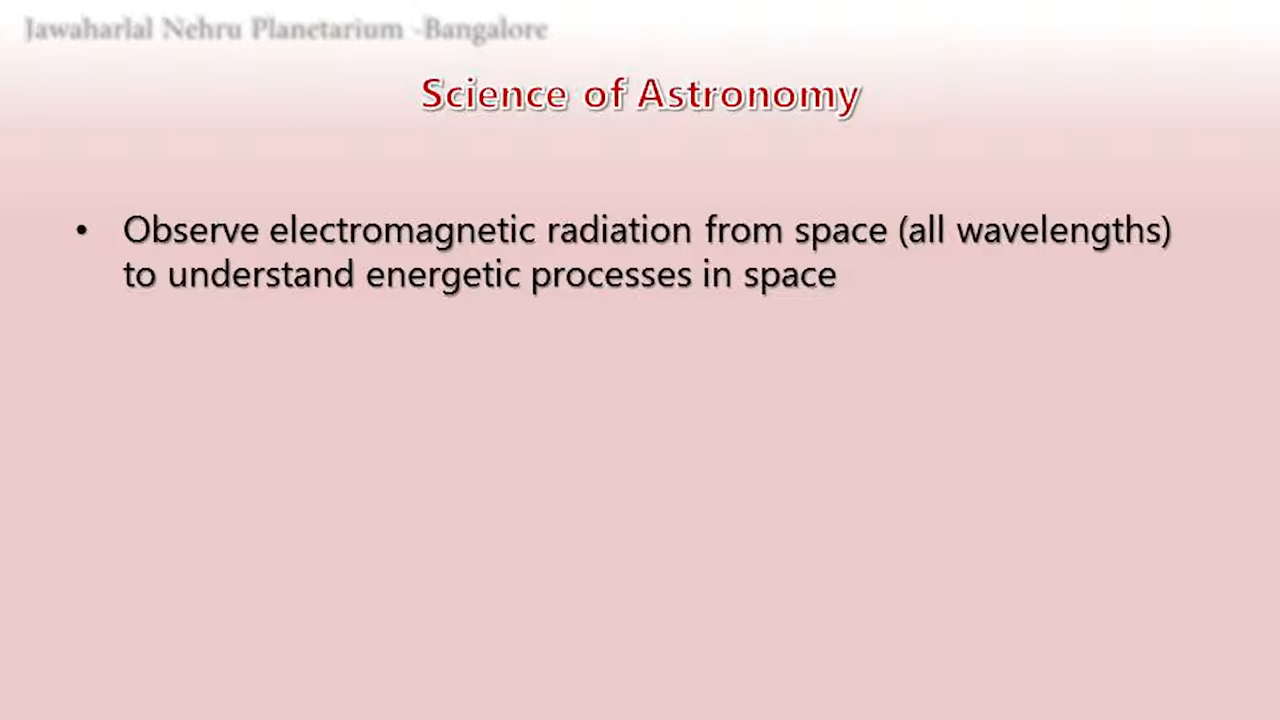 Jawaharlal Nehru Planetarium -Bangalore
Science of Astronomy
• Observe electromagnetic radiation from space (all wavelengths)
to understand energetic processes in space